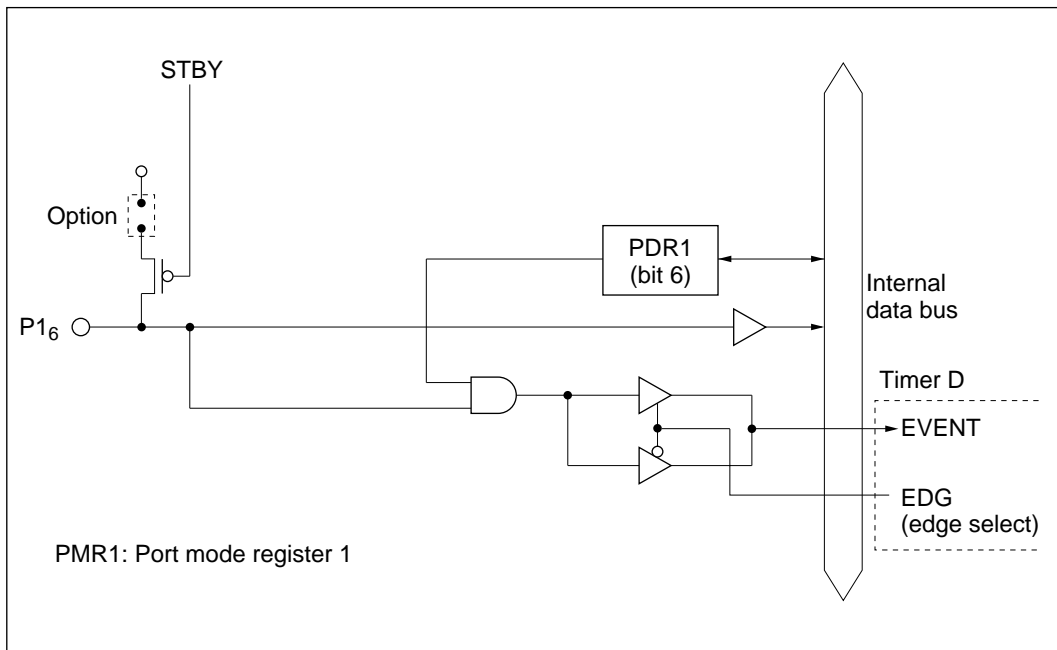 STBY
Option
PDR1
(bit 6)
Internal
data bus
P1₆
Timer D
EVENT
EDG
(edge select)
PMR1: Port mode register 1